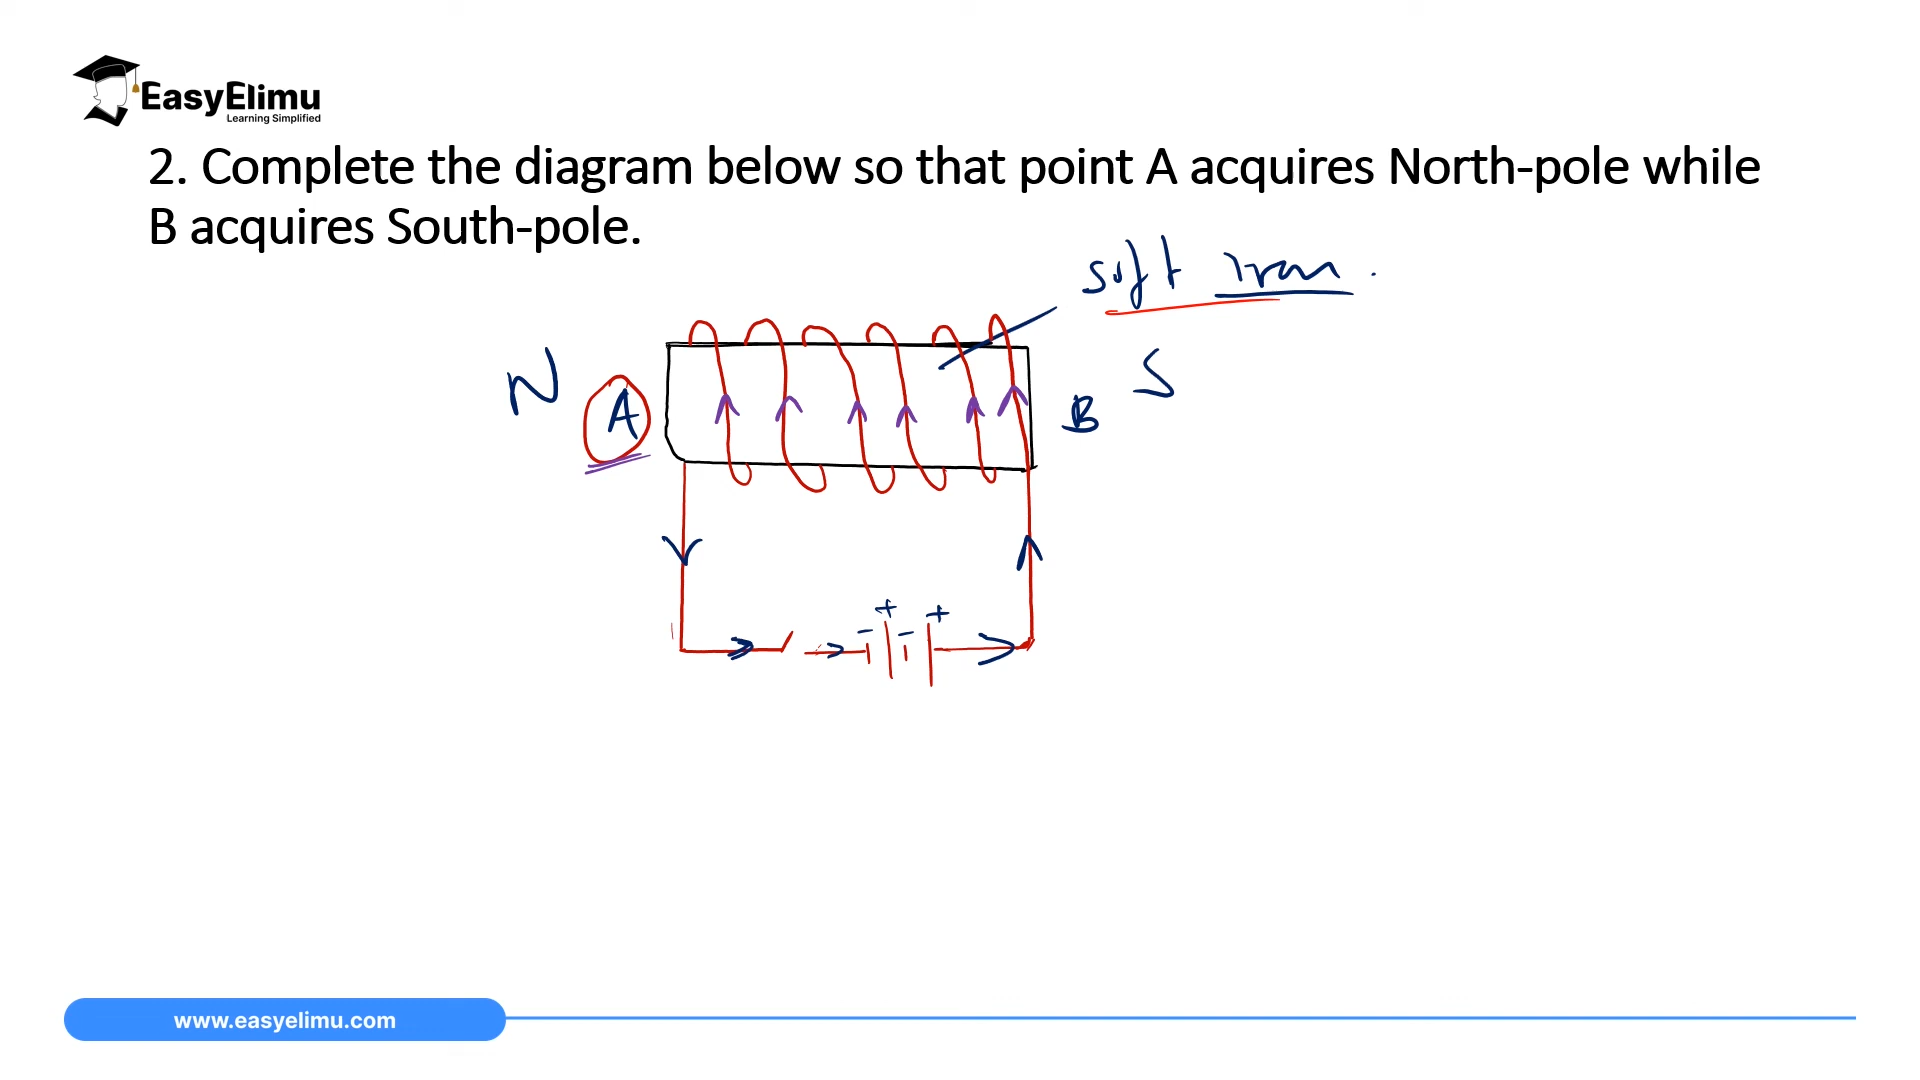 EasyElimu
Learning Simplified
2. Complete the diagram below so that point A acquires North-pole while
B acquires South-pole.
soft Iron.
N
A
B
S
+
+
-
-
www.easyelimu.com